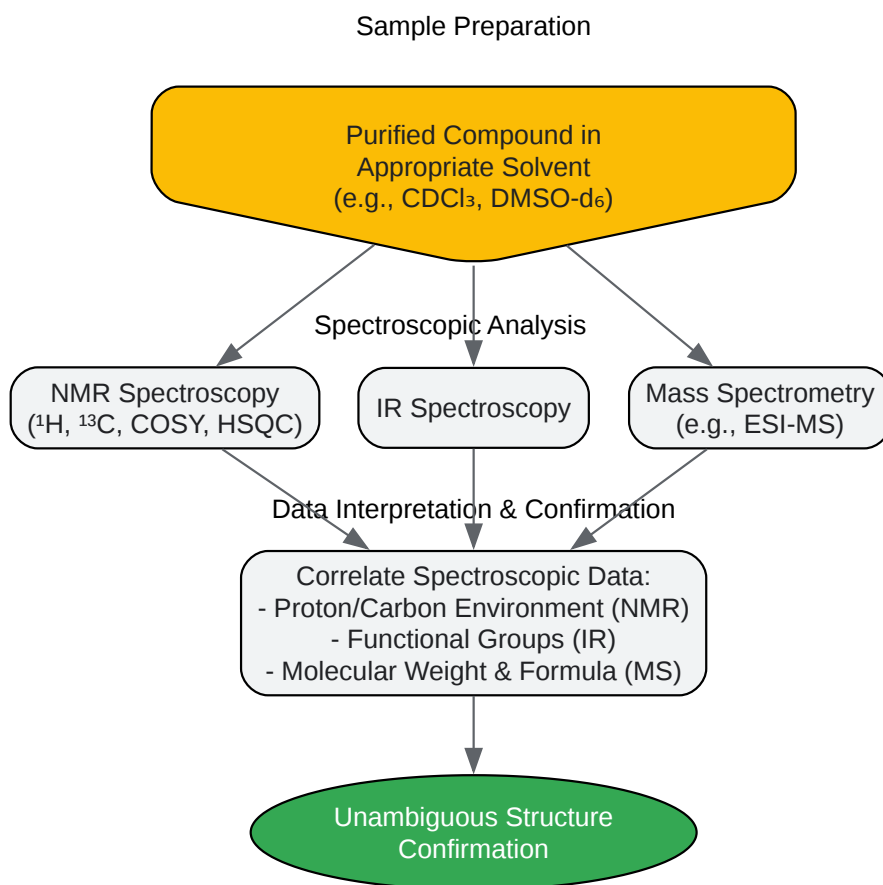 Sample Preparation
Purified Compound in
Appropriate Solvent
(e.g., CDCl₃, DMSO-d₆)
Spectroscopic Analysis
NMR Spectroscopy
(¹H, ¹³C, COSY, HSQC)
IR Spectroscopy
Mass Spectrometry
(e.g., ESI-MS)
Data Interpretation & Confirmation
Correlate Spectroscopic Data:
- Proton/Carbon Environment (NMR)
- Functional Groups (IR)
- Molecular Weight & Formula (MS)
Unambiguous Structure
Confirmation